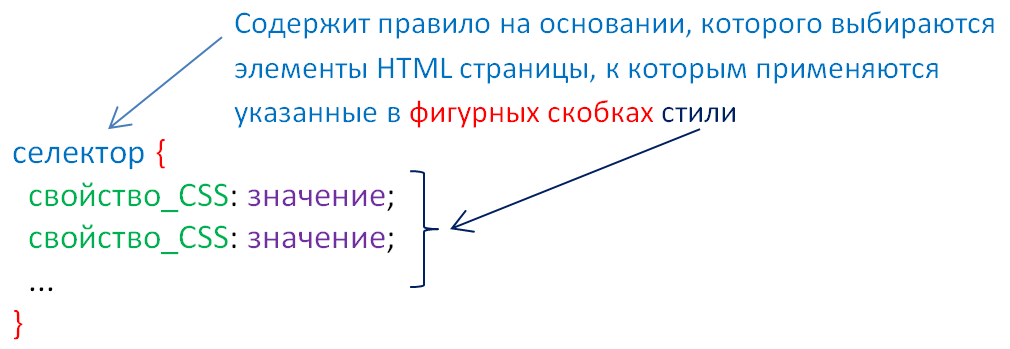 Содержит правило на основании, которого выбираются
элементы HTML страницы, к которым применяются
указанные в фигурных скобках стили
селектор {
свойство_CSS: значение;
свойство_CSS: значение;
...
}